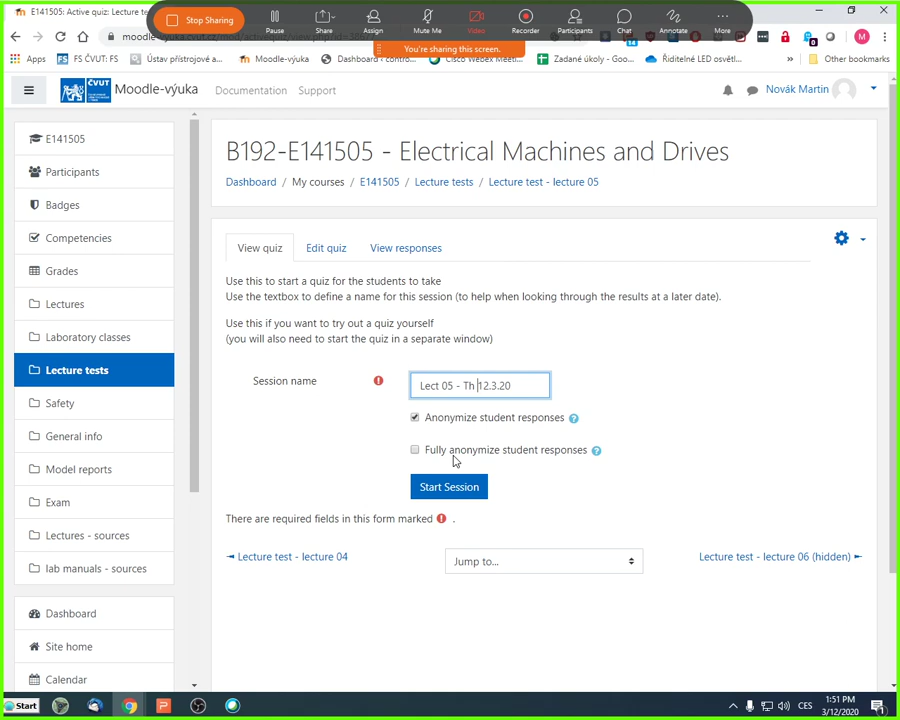 E141505: Active quiz: Lecture te
Stop Sharing
Pause
Share
Assign
Mute Me
Video
Recorder
Participants
Chat
Annotate
More
You're sharing this screen.
Apps
FS ČVUT: FS
Ústav přístrojové a...
Moodle-výuka
Dashboard ‹ contro...
Cisco Webex Meeti...
Zadané úkoly - Goo...
Řiditelné LED osvětl...
Other bookmarks
ČVUT
Moodle-výuka
Documentation
Support
Novák Martin
E141505
Participants
Badges
Competencies
Grades
Lectures
Laboratory classes
Lecture tests
Safety
General info
Model reports
Exam
Lectures - sources
lab manuals - sources
Dashboard
Site home
Calendar
B192-E141505 - Electrical Machines and Drives
Dashboard / My courses / E141505 / Lecture tests / Lecture test - lecture 05
View quiz
Edit quiz
View responses
Use this to start a quiz for the students to take
Use the textbox to define a name for this session (to help when looking through the results at a later date).
Use this if you want to try out a quiz yourself
(you will also need to start the quiz in a separate window)
Session name
Lect 05 - Th 12.3.20
Anonymize student responses
Fully anonymize student responses
Start Session
There are required fields in this form marked .
◄ Lecture test - lecture 04
Jump to...
Lecture test - lecture 06 (hidden) ►
Start
CES
1:51 PM
3/12/2020